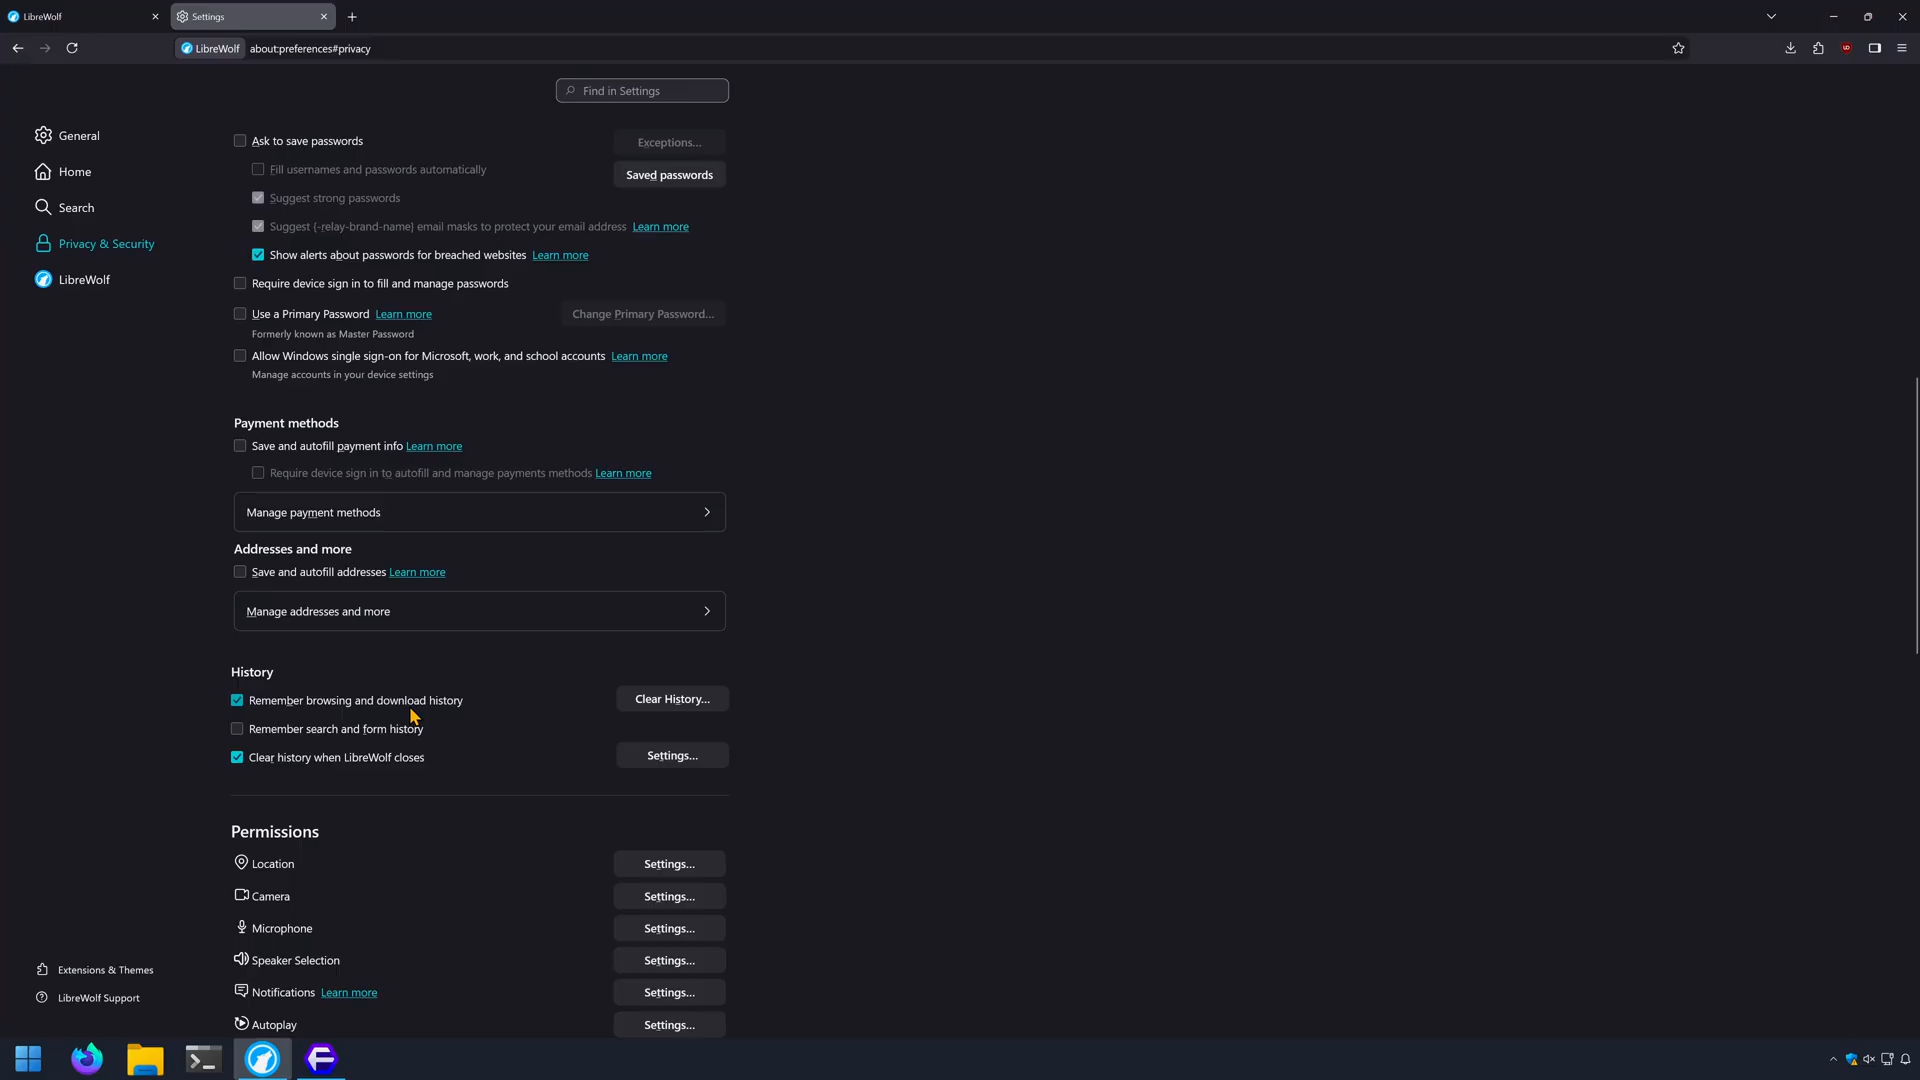 LibreWolf
Settings
LibreWolf
about:preferences#privacy
Find in Settings
General
Home
Search
Privacy & Security
LibreWolf
Ask to save passwords
Exceptions...
Fill usernames and passwords automatically
Saved passwords
Suggest strong passwords
Suggest {-relay-brand-name} email masks to protect your email address Learn more
Show alerts about passwords for breached websites Learn more
Require device sign in to fill and manage passwords
Use a Primary Password Learn more
Change Primary Password...
Formerly known as Master Password
Allow Windows single sign-on for Microsoft, work, and school accounts Learn more
Manage accounts in your device settings
Payment methods
Save and autofill payment info Learn more
Require device sign in to autofill and manage payments methods Learn more
Manage payment methods
Addresses and more
Save and autofill addresses Learn more
Manage addresses and more
History
Remember browsing and download history
Clear History...
Remember search and form history
Clear history when LibreWolf closes
Settings...
Permissions
Location
Settings...
Camera
Settings...
Microphone
Settings...
Speaker Selection
Settings...
Notifications Learn more
Settings...
Autoplay
Settings...
Extensions & Themes
LibreWolf Support